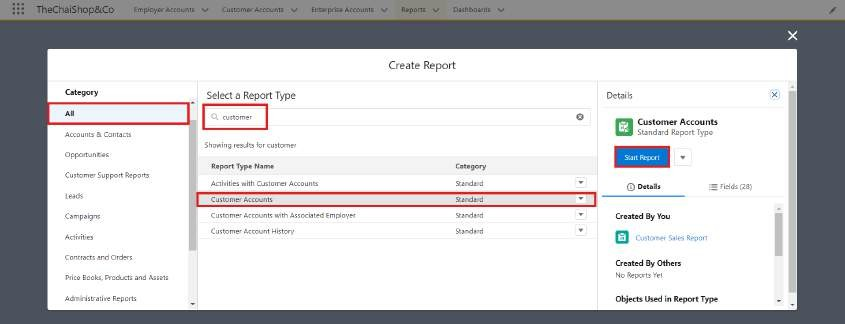 TheChaiShop&Co Employer Accounts Customer Accounts Enterprise Accounts Reports Dashboards
Create Report
Category
All
Accounts & Contacts
Opportunities
Customer Support Reports
Leads
Campaigns
Activities
Contracts and Orders
Price Books, Products and Assets
Administrative Reports
Select a Report Type
customer
Showing results for customer
Report Type Name Category
Activities with Customer Accounts Standard
Customer Accounts Standard
Customer Accounts with Associated Employer Standard
Customer Account History Standard
Details
Customer Accounts
Standard Report Type
Start Report
Details Fields (28)
Created By You
Customer Sales Report
Created By Others
No Reports Yet
Objects Used in Report Type